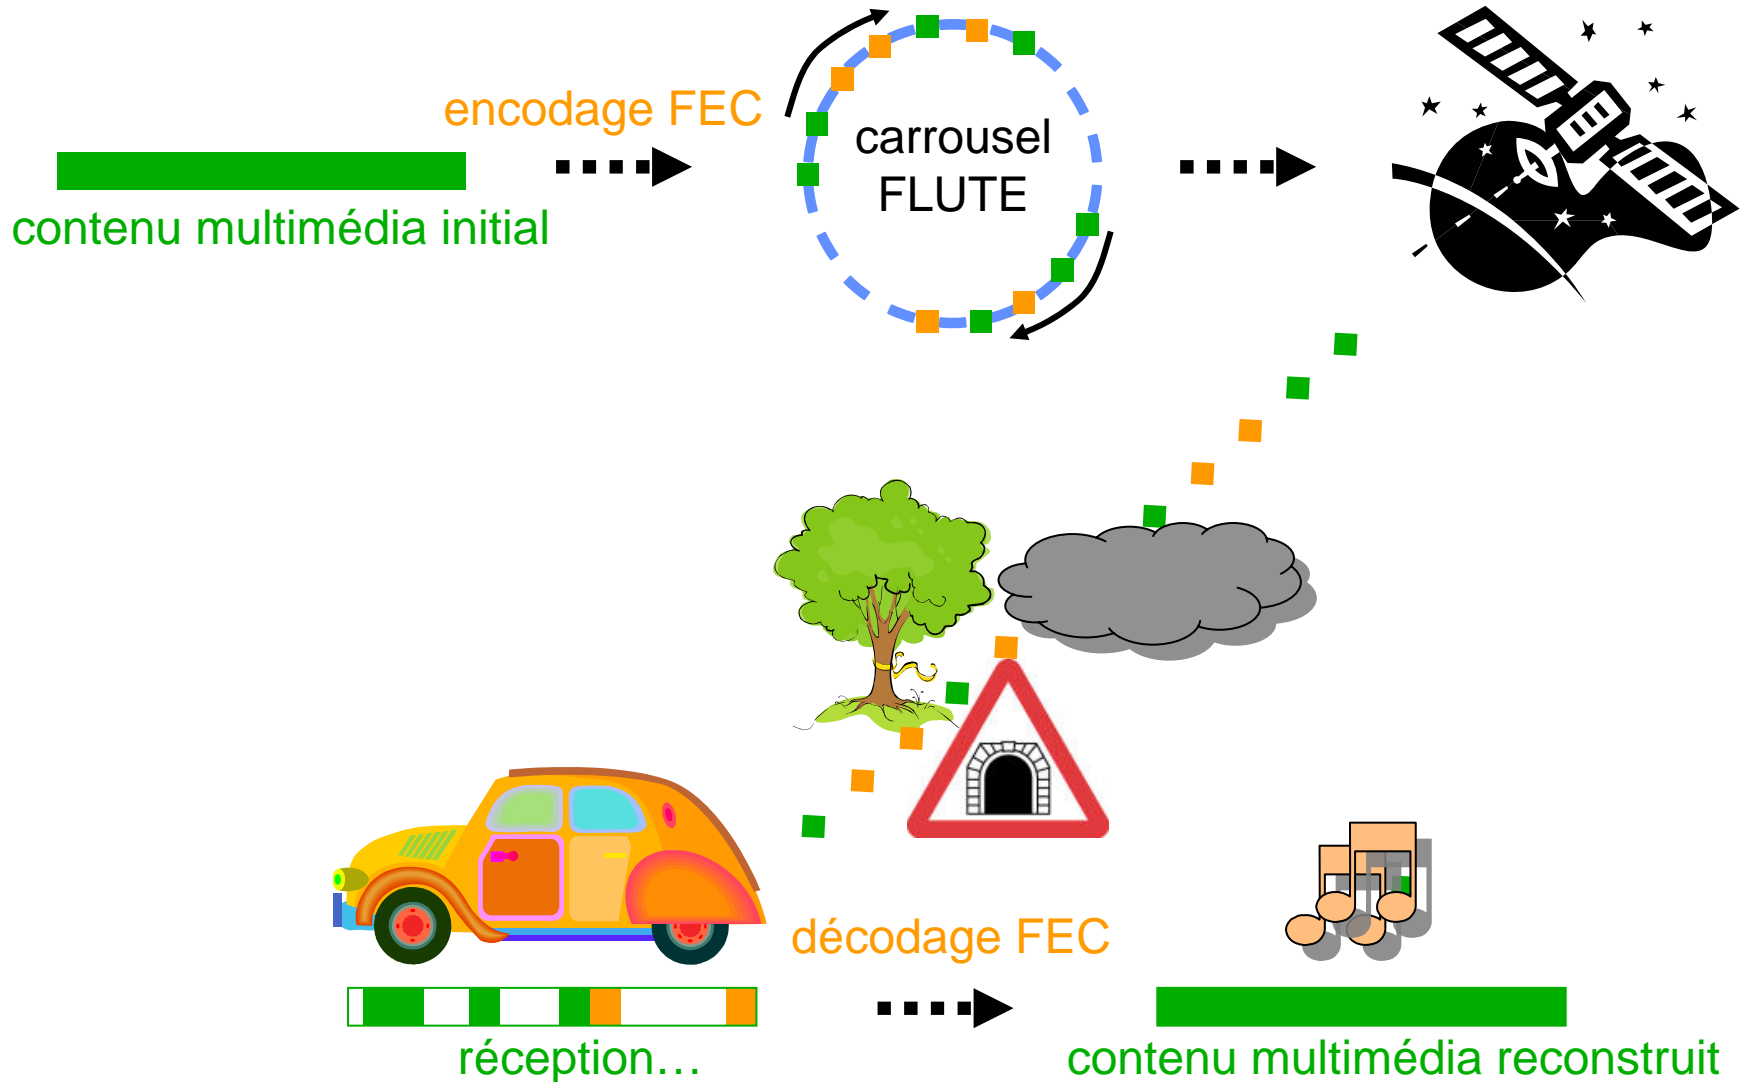 encodage FEC
carrousel
FLUTE
contenu multimédia initial
décodage FEC
réception…
contenu multimédia reconstruit